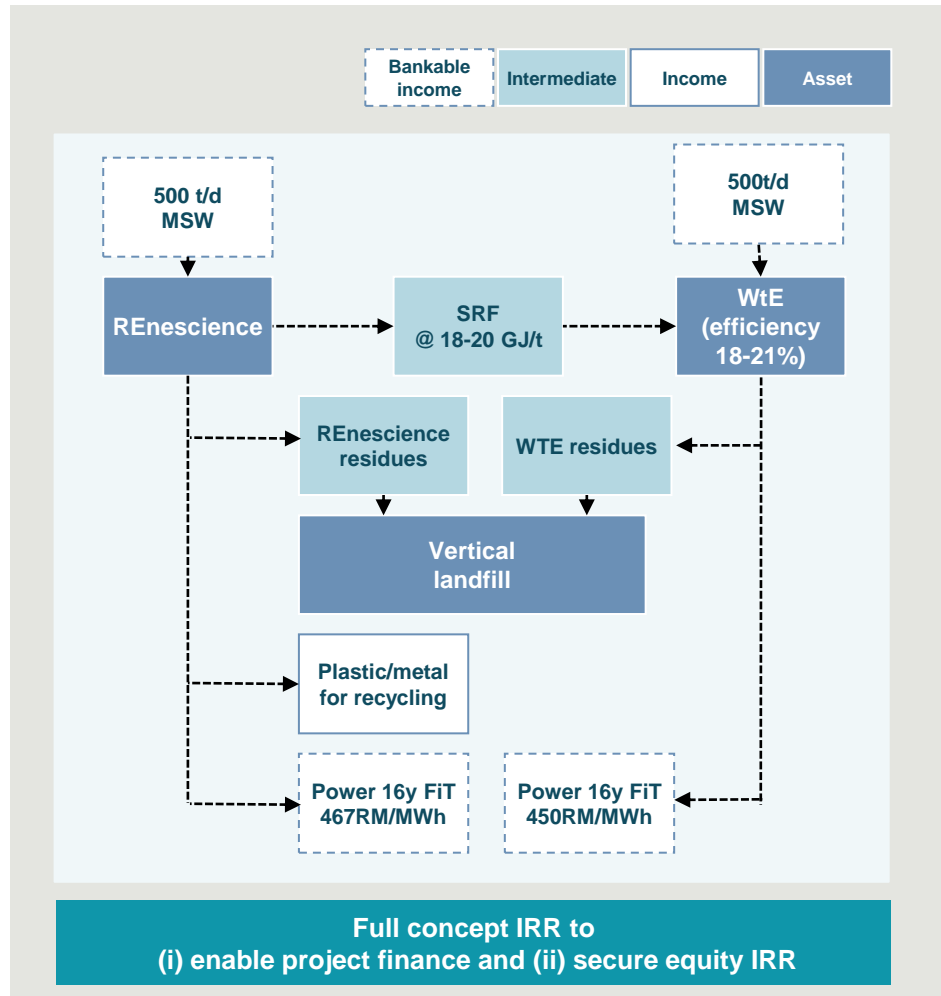 Bankable
income
Intermediate
Income
Asset
500 t/d
MSW
500t/d
MSW
REnescience
SRF
@ 18-20 GJ/t
WtE
(efficiency
18-21%)
REnescience
residues
WTE residues
Vertical
landfill
Plastic/metal
for recycling
Power 16y FiT
467RM/MWh
Power 16y FiT
450RM/MWh
Full concept IRR to
(i) enable project finance and (ii) secure equity IRR